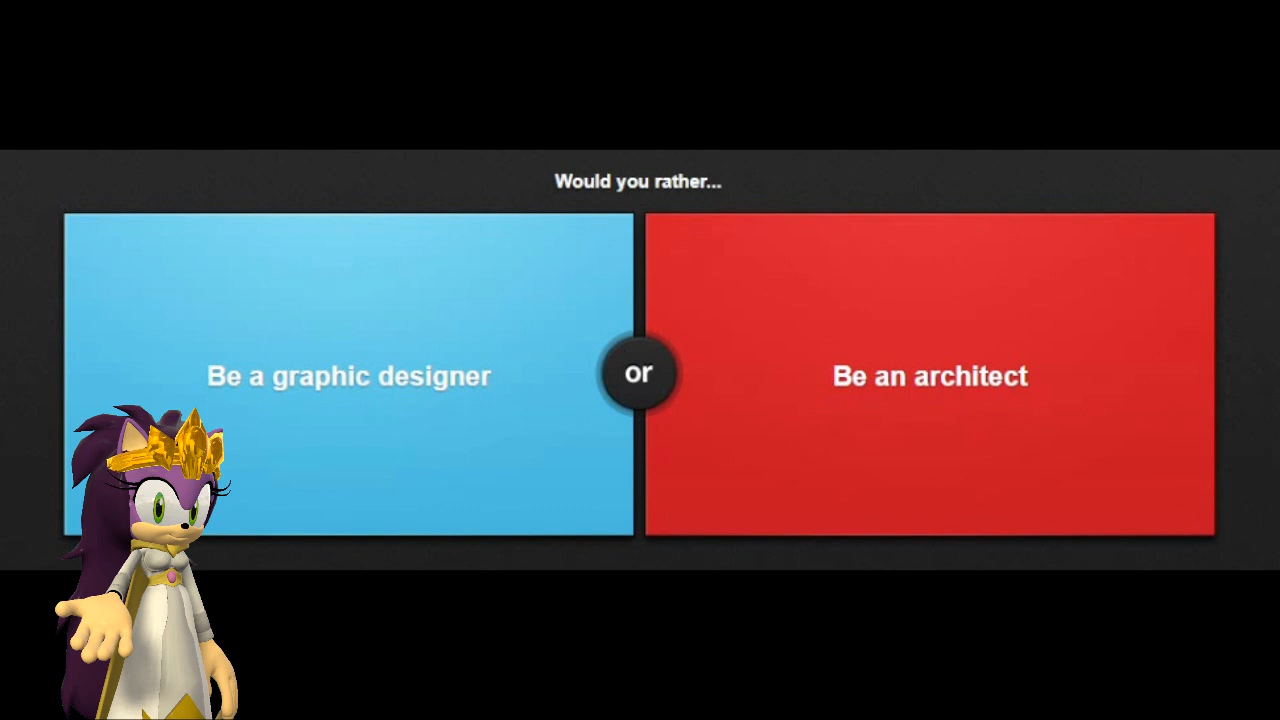 Would you rather...
Be a graphic designer
or
Be an architect